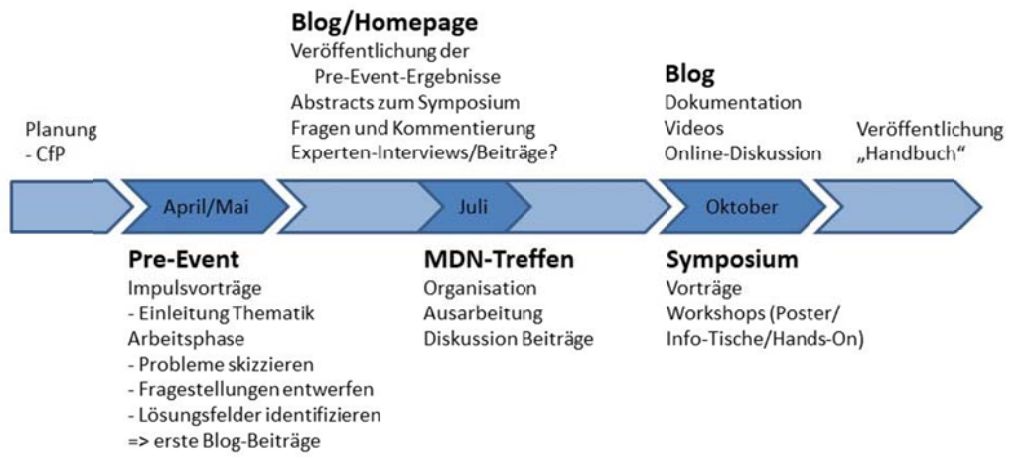 Blog/Homepage
Veröffentlichung der
Pre-Event-Ergebnisse
Abstracts zum Symposium
Fragen und Kommentierung
Experten-Interviews/Beiträge?
Blog
Dokumentation
Videos
Online-Diskussion
Planung
- CfP
Veröffentlichung
„Handbuch“
April/Mai
Juli
Oktober
Pre-Event
Impulsvorträge
- Einleitung Thematik
Arbeitsphase
- Probleme skizzieren
- Fragestellungen entwerfen
- Lösungsfelder identifizieren
=> erste Blog-Beiträge
MDN-Treffen
Organisation
Ausarbeitung
Diskussion Beiträge
Symposium
Vorträge
Workshops (Poster/
Info-Tische/Hands-On)